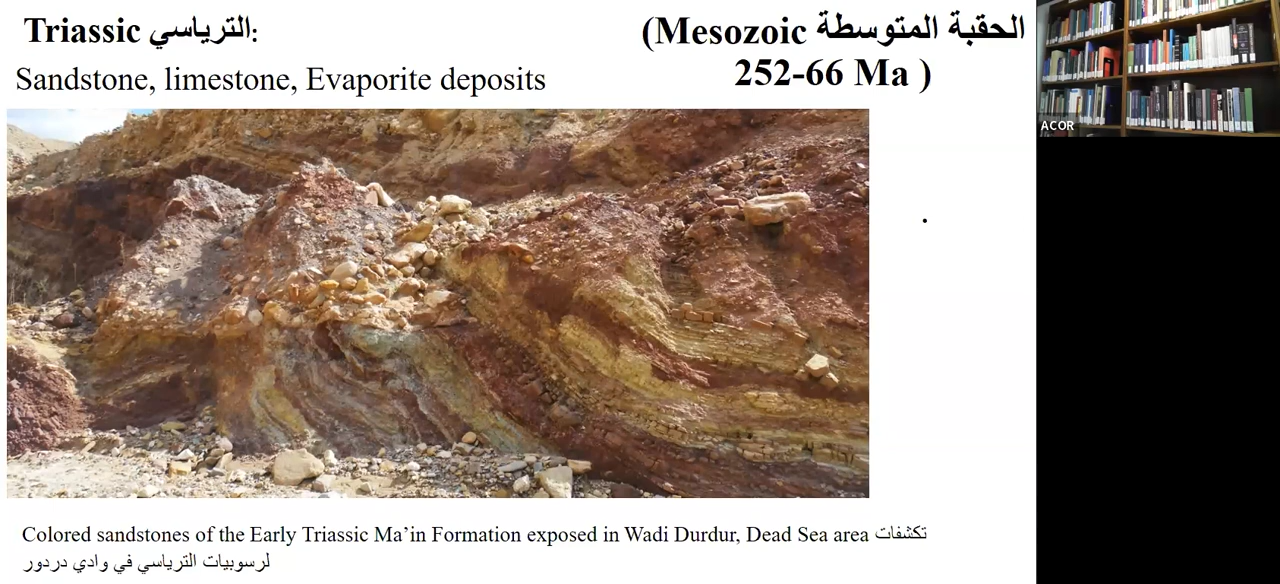 Triassic الترياسي:
(Mesozoic الحقبة المتوسطة
252-66 Ma )
Sandstone, limestone, Evaporite deposits
ACOR
Colored sandstones of the Early Triassic Ma’in Formation exposed in Wadi Durdur, Dead Sea area تكشفات
لرسوبيات الترياسي في وادي دردور